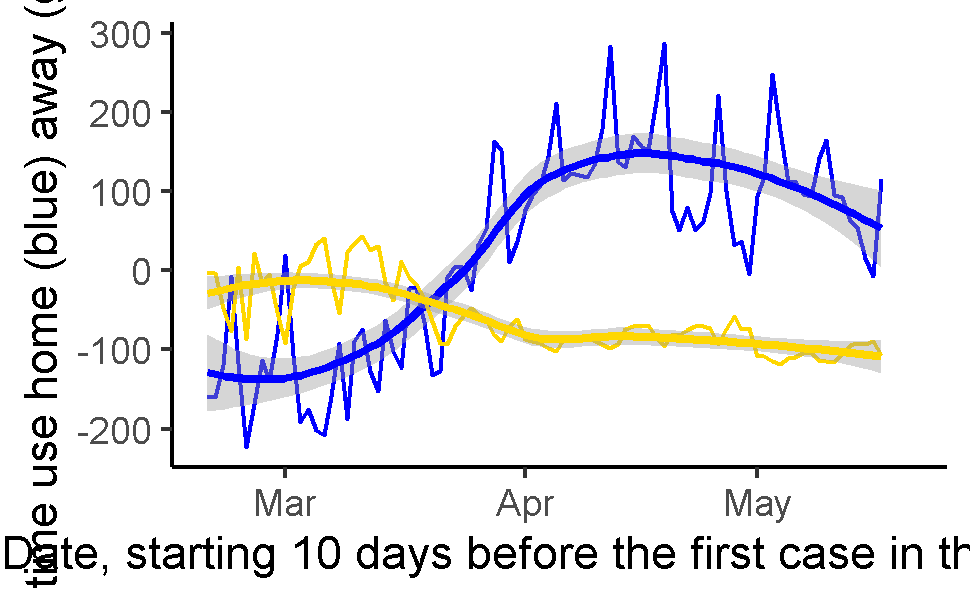 time use home (blue) away (
300
200
100
0
-100
-200
Mar Apr May
Date, starting 10 days before the first case in th